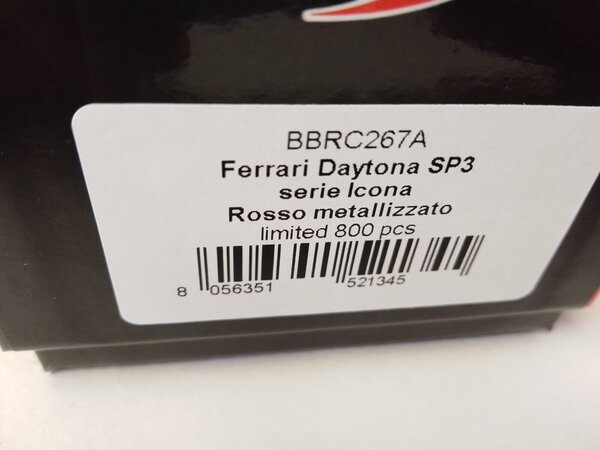 BBRC267A
Ferrari Daytona SP3
serie Icona
Rosso metallizzato
limited 800 pcs
8 056351 521345